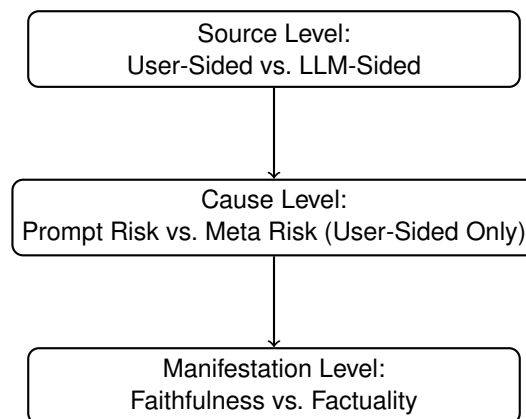 Source Level:
User-Sided vs. LLM-Sided
Cause Level:
Prompt Risk vs. Meta Risk (User-Sided Only)
Manifestation Level:
Faithfulness vs. Factuality